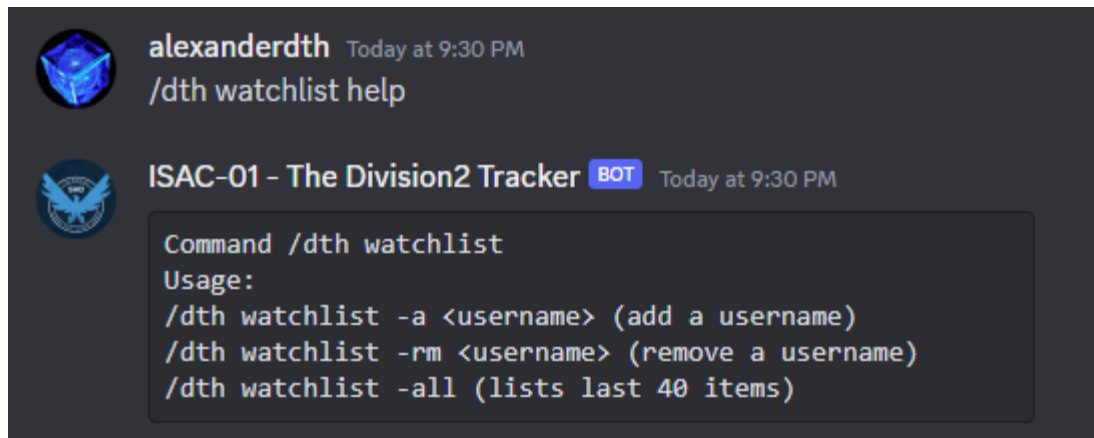 alexanderdth Today at 9:30 PM
/dth watchlist help
ISAC-01 - The Division2 Tracker BOT Today at 9:30 PM
Command /dth watchlist
Usage:
/dth watchlist -a <username> (add a username)
/dth watchlist -rm <username> (remove a username)
/dth watchlist -all (lists last 40 items)